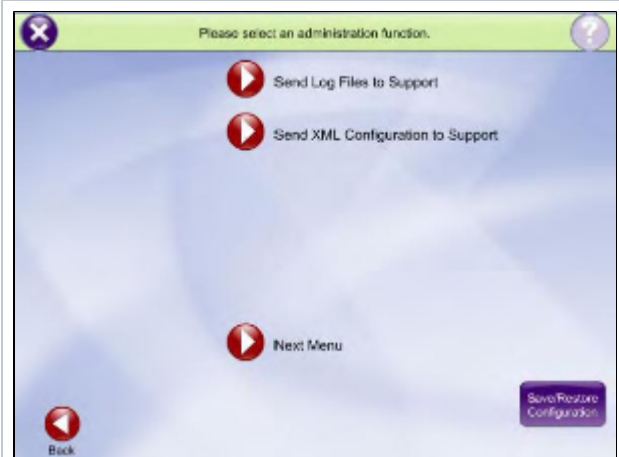 Please select an administration function.
?
Send Log Files to Support
Send XML Configuration to Support
Next Menu
Save/Restore
Configuration
Back